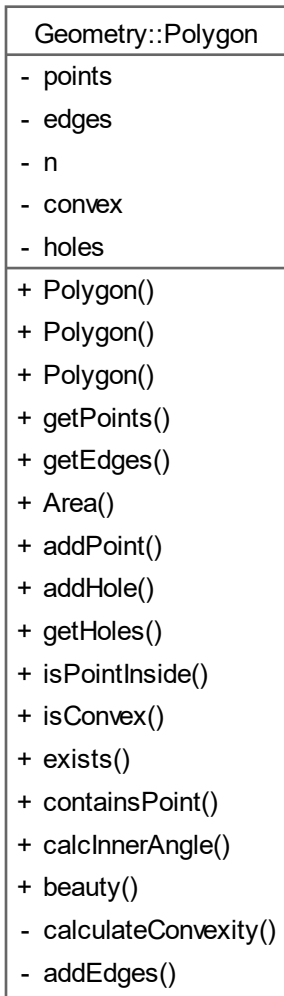 Geometry::Polygon
- points
- edges
- n
- convex
- holes
+ Polygon()
+ Polygon()
+ Polygon()
+ getPoints()
+ getEdges()
+ Area()
+ addPoint()
+ addHole()
+ getHoles()
+ isPointInside()
+ isConvex()
+ exists()
+ containsPoint()
+ calcInnerAngle()
+ beauty()
- calculateConvexity()
- addEdges()